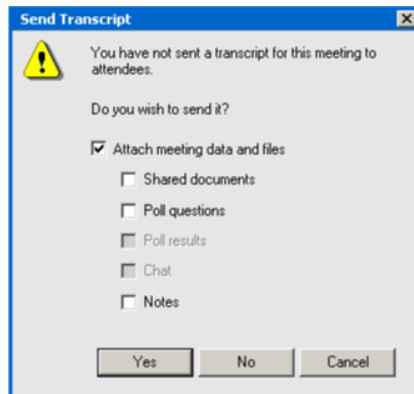 Send Transcript
You have not sent a transcript for this meeting to
attendees.
Do you wish to send it?
Attach meeting data and files
Shared documents
Poll questions
Poll results
Chat
Notes
Yes No Cancel